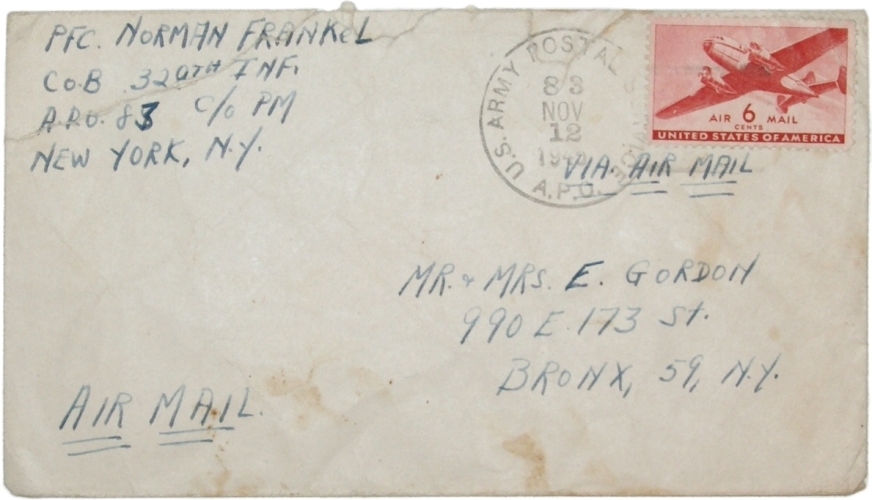 PFC. NORMAN FRANKEL
CO.B 329TH INF.
A.P.O. 83 C/O PM
NEW YORK, N.Y.
U.S. ARMY POSTAL
83
NOV
12
A.P.O.
AIR 6 MAIL
CENTS
UNITED STATES OF AMERICA
VIA. AIR MAIL
MR. & MRS. E. GORDON
990 E. 173 St.
BRONX, 59, N.Y.
AIR MAIL.